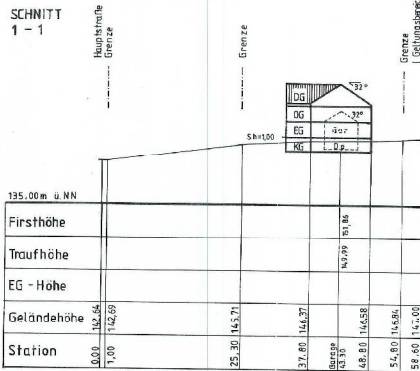 SCHNITT
1 - 1
Hauptstraße
Grenze
Grenze
Grenze
32°
DG
OG
32°
EG
Gar
Sh=1,00
KG
135.00m ü.NN
Firsthöhe
151,86
Traufhöhe
149,99
EG - Höhe
Geländehöhe 142,64 142,69 145,71 146,37 146,58 146,84 147,00
Station 0,00 1,00 25,30 37,80 Garage 43,30 48,80 54,80 58,60